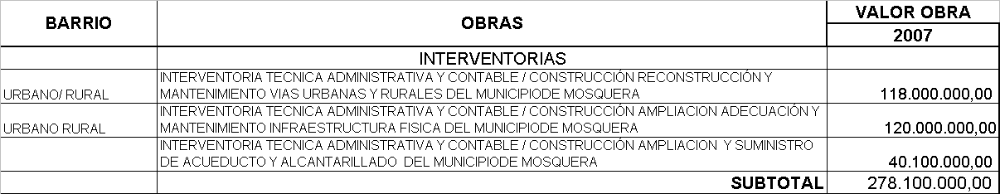 BARRIO OBRAS VALOR OBRA
2007
INTERVENTORIAS
URBANO/ RURAL INTERVENTORIA TECNICA ADMINISTRATIVA Y CONTABLE / CONSTRUCCIÓN RECONSTRUCCIÓN Y
MANTENIMIENTO VIAS URBANAS Y RURALES DEL MUNICIPIODE MOSQUERA 118.000.000,00
URBANO RURAL INTERVENTORIA TECNICA ADMINISTRATIVA Y CONTABLE / CONSTRUCCIÓN AMPLIACION ADECUACIÓN Y
MANTENIMIENTO INFRAESTRUCTURA FISICA DEL MUNICIPIODE MOSQUERA 120.000.000,00
INTERVENTORIA TECNICA ADMINISTRATIVA Y CONTABLE / CONSTRUCCIÓN AMPLIACION Y SUMINISTRO
DE ACUEDUCTO Y ALCANTARILLADO DEL MUNICIPIODE MOSQUERA 40.100.000,00
SUBTOTAL 278.100.000,00